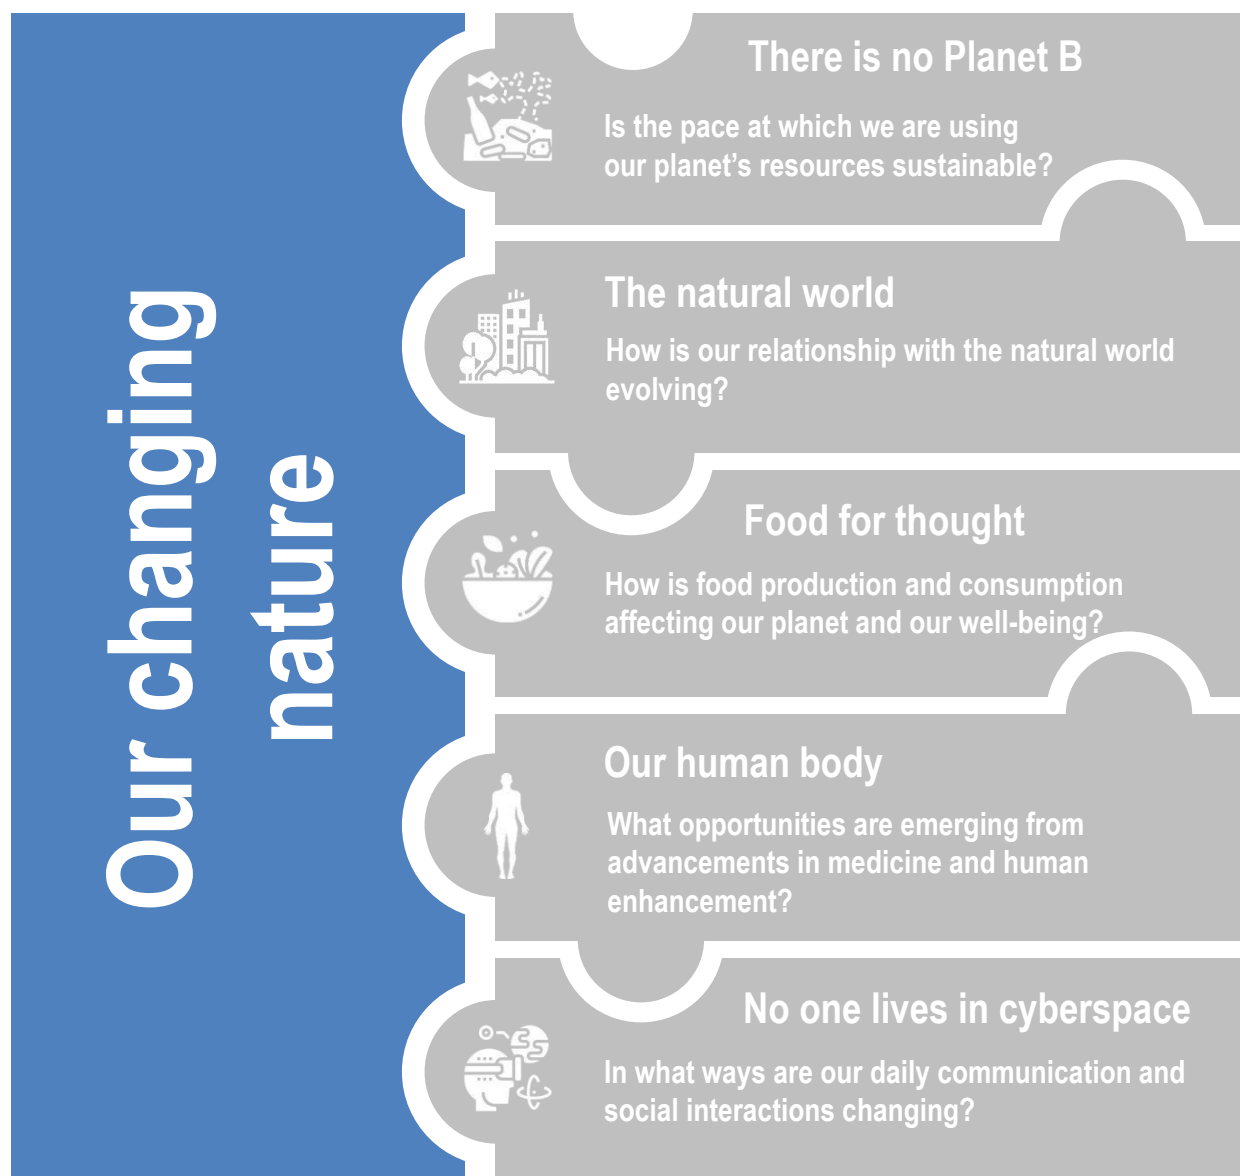 Our changing
nature
There is no Planet B
Is the pace at which we are using
our planet’s resources sustainable?
The natural world
How is our relationship with the natural world
evolving?
Food for thought
How is food production and consumption
affecting our planet and our well-being?
Our human body
What opportunities are emerging from
advancements in medicine and human
enhancement?
No one lives in cyberspace
In what ways are our daily communication and
social interactions changing?